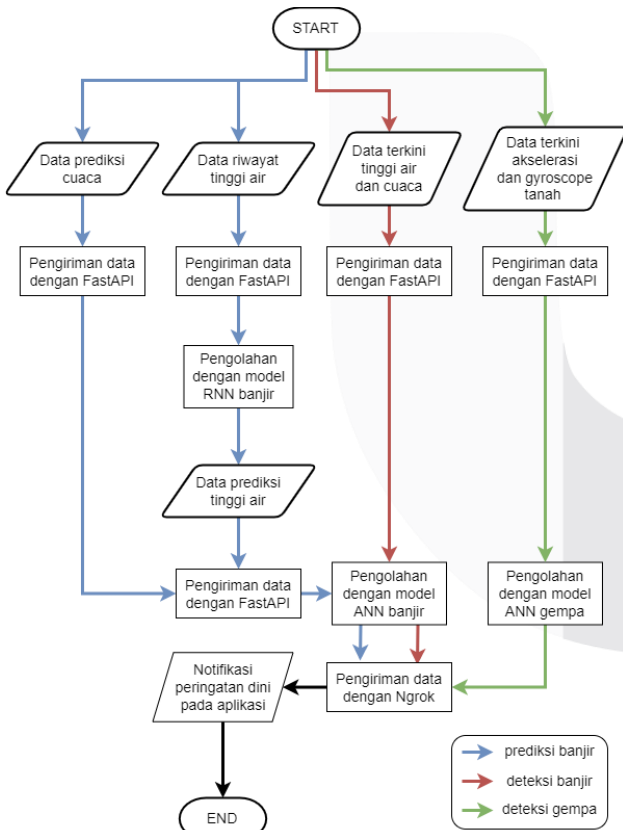 START
Data prediksi
cuaca
Data riwayat
tinggi air
Data terkini
tinggi air
dan cuaca
Data terkini
akselerasi
dan gyroscope
tanah
Pengiriman data
dengan FastAPI
Pengiriman data
dengan FastAPI
Pengiriman data
dengan FastAPI
Pengiriman data
dengan FastAPI
Pengolahan
dengan model
RNN banjir
Data prediksi
tinggi air
Pengiriman data
dengan FastAPI
Pengolahan
dengan model
ANN banjir
Pengolahan
dengan model
ANN gempa
Notifikasi
peringatan dini
pada aplikasi
Pengiriman data
dengan Ngrok
END
prediksi banjir
deteksi banjir
deteksi gempa